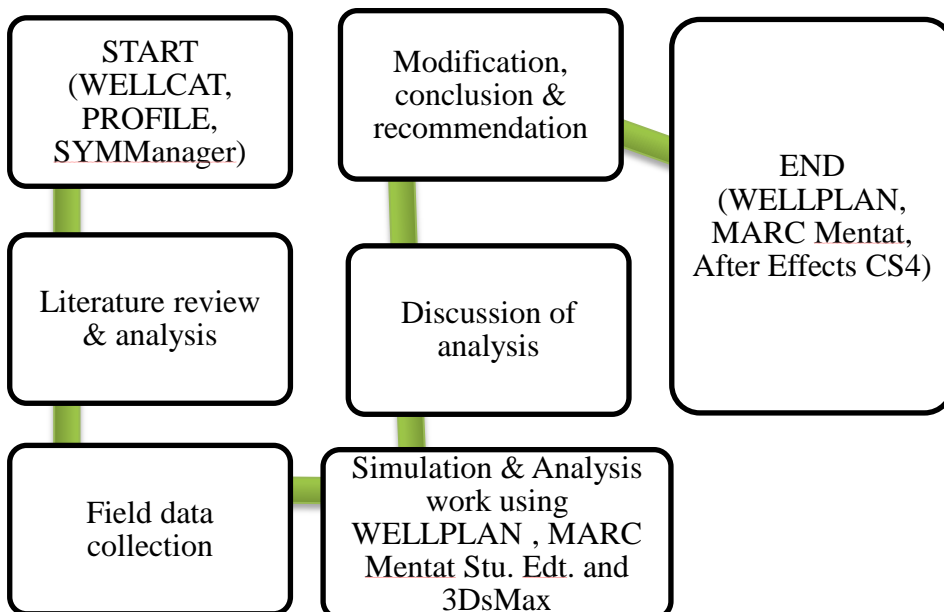 START
(WELLCAT,
PROFILE,
SYMManager)
Literature review
& analysis
Field data
collection
Simulation & Analysis
work using
WELLPLAN , MARC
Mentat Stu. Edt. and
3DsMax
Discussion of
analysis
Modification,
conclusion &
recommendation
END
(WELLPLAN,
MARC Mentat,
After Effects CS4)